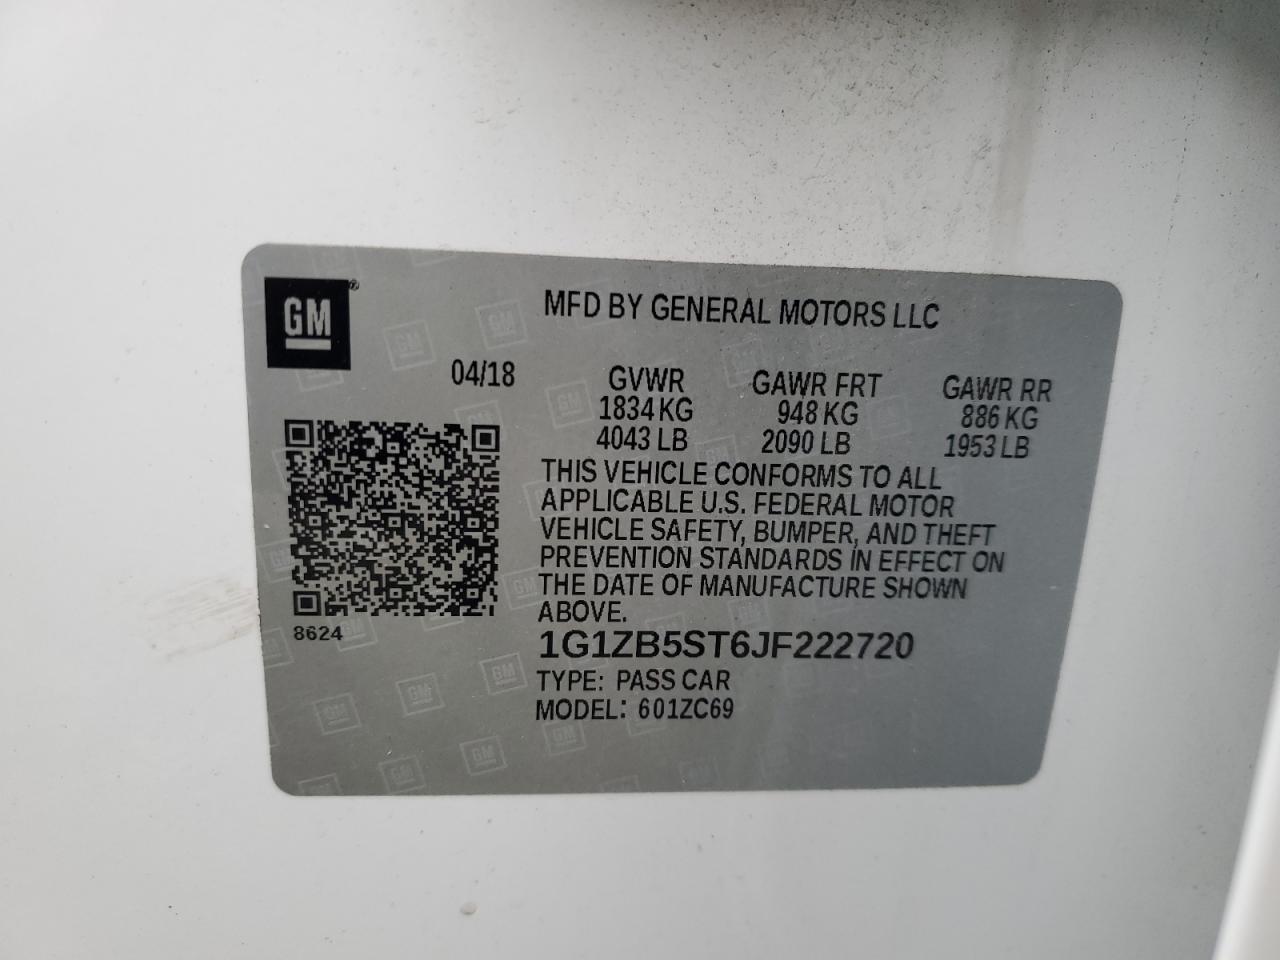 GM®
MFD BY GENERAL MOTORS LLC
04/18
GVWR GAWR FRT GAWR RR
1834 KG 948 KG 886 KG
4043 LB 2090 LB 1953 LB
THIS VEHICLE CONFORMS TO ALL
APPLICABLE U.S. FEDERAL MOTOR
VEHICLE SAFETY, BUMPER, AND THEFT
PREVENTION STANDARDS IN EFFECT ON
THE DATE OF MANUFACTURE SHOWN
ABOVE.
8624
1G1ZB5ST6JF222720
TYPE: PASS CAR
MODEL: 601ZC69